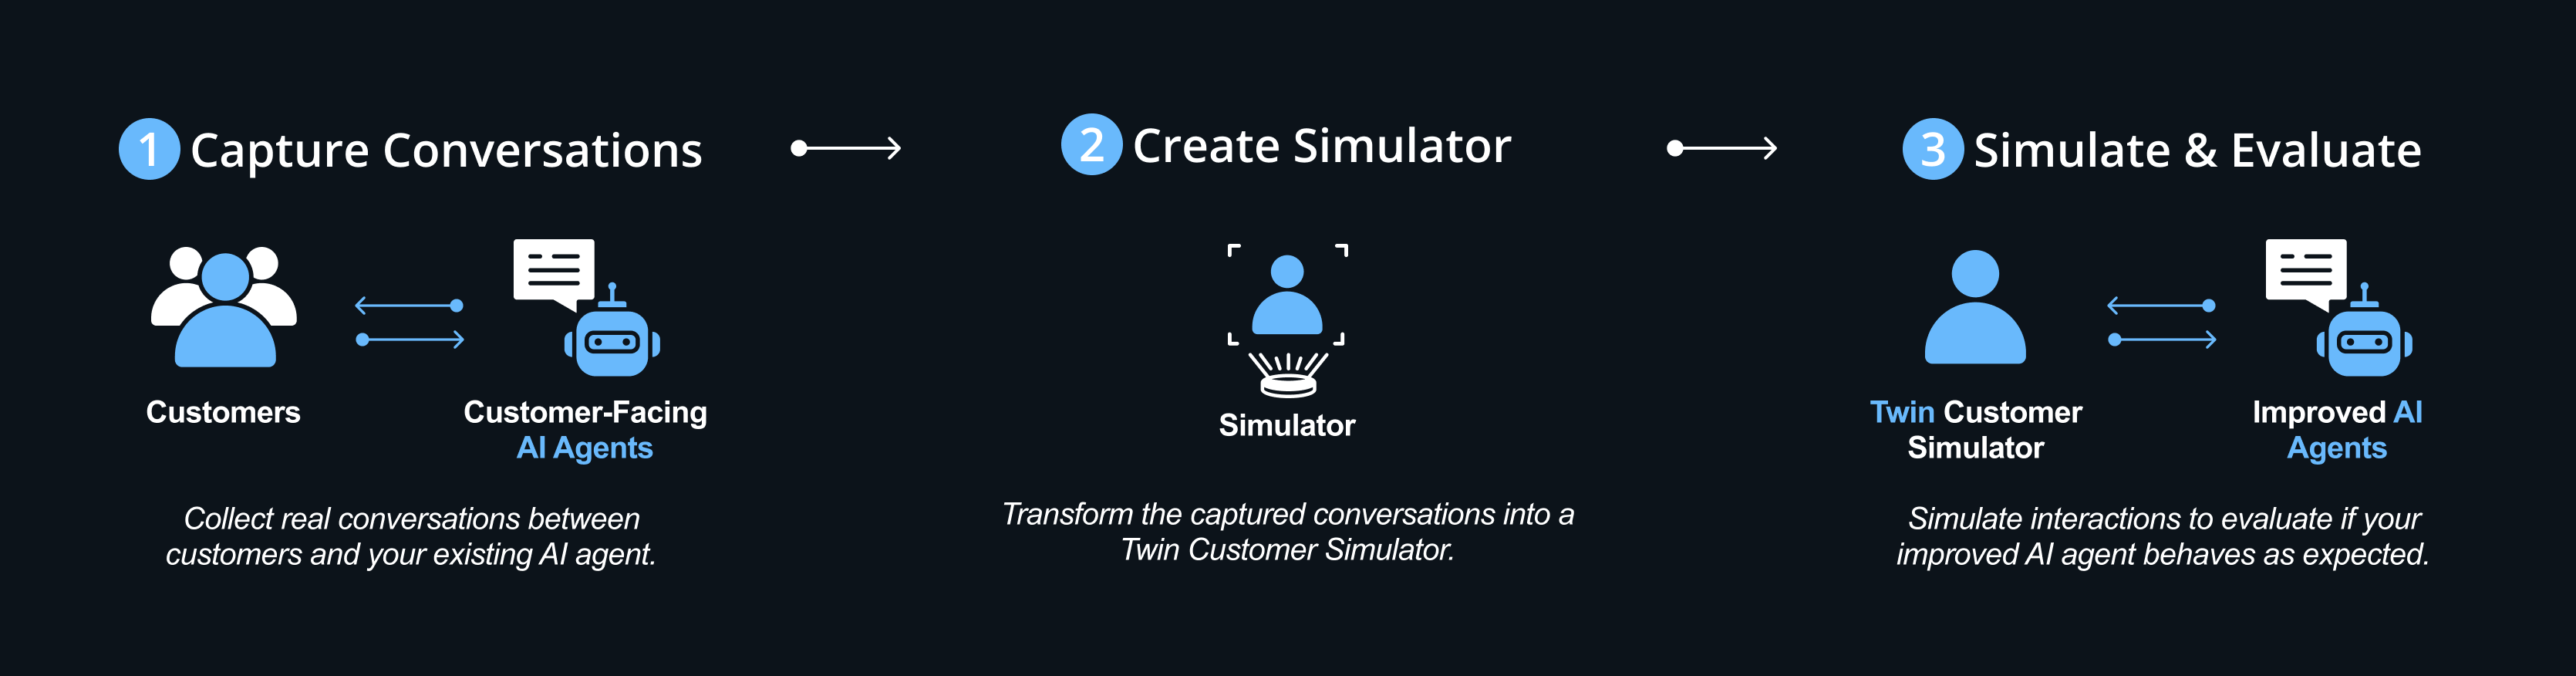 1 Capture Conversations
Customers
Customer-Facing
AI Agents
Collect real conversations between
customers and your existing AI agent.
2 Create Simulator
Simulator
Transform the captured conversations into a
Twin Customer Simulator.
3 Simulate & Evaluate
Twin Customer
Simulator
Improved AI
Agents
Simulate interactions to evaluate if your
improved AI agent behaves as expected.